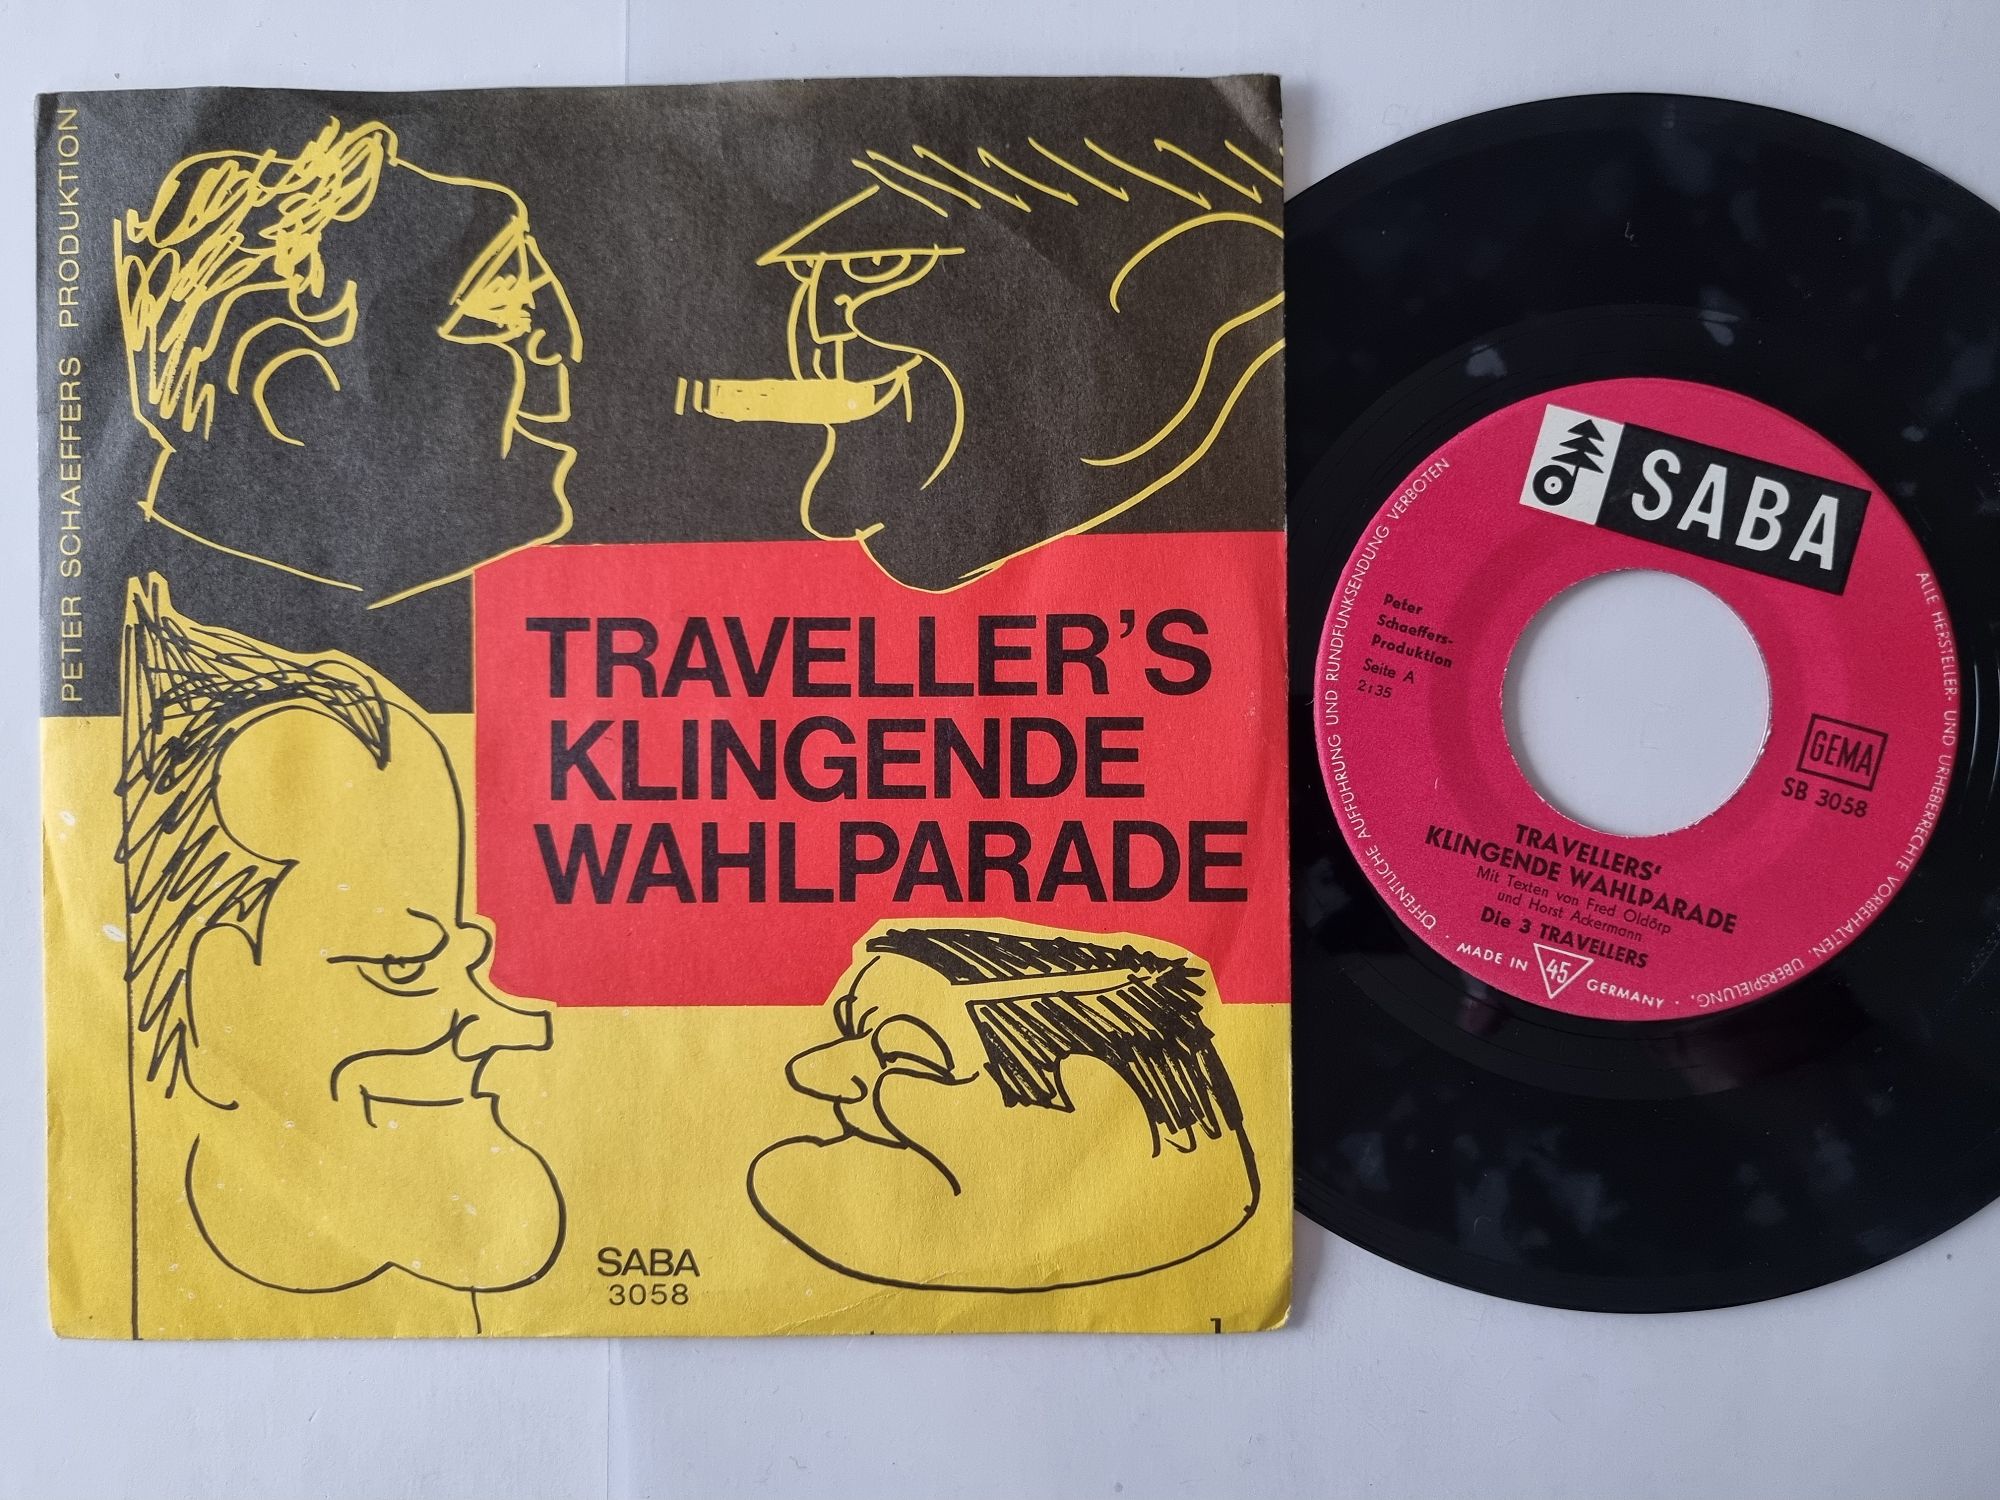 PETER SCHAEFFERS PRODUKTION
TRAVELLER'S
KLINGENDE
WAHLPARADE
SABA
3058
SABA
Peter
Schaeffers-
Produktion
Seite A
2:35
GEMA
SB 3058
TRAVELLERS'
KLINGENDE WAHLPARADE
Mit Texten von Fred Oldörp
und Horst Ackermann
Die 3 TRAVELLERS
MADE IN 45 GERMANY
ALLE HERSTELLER- UND URHEBERRECHTE VORBEHALTEN. ÜBERSPIELUNG, ÖFFENTLICHE AUFFÜHRUNG UND RUNDFUNKSENDUNG VERBOTEN